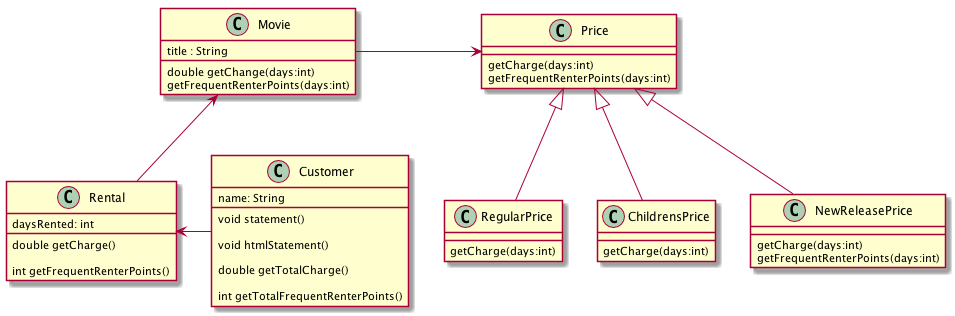 C Movie
title : String
double getChange(days:int)
getFrequentRenterPoints(days:int)
C Price
getCharge(days:int)
getFrequentRenterPoints(days:int)
C Rental
daysRented: int
double getCharge()
int getFrequentRenterPoints()
C Customer
name: String
void statement()
void htmlStatement()
double getTotalCharge()
int getTotalFrequentRenterPoints()
C RegularPrice
getCharge(days:int)
C ChildrensPrice
getCharge(days:int)
C NewReleasePrice
getCharge(days:int)
getFrequentRenterPoints(days:int)